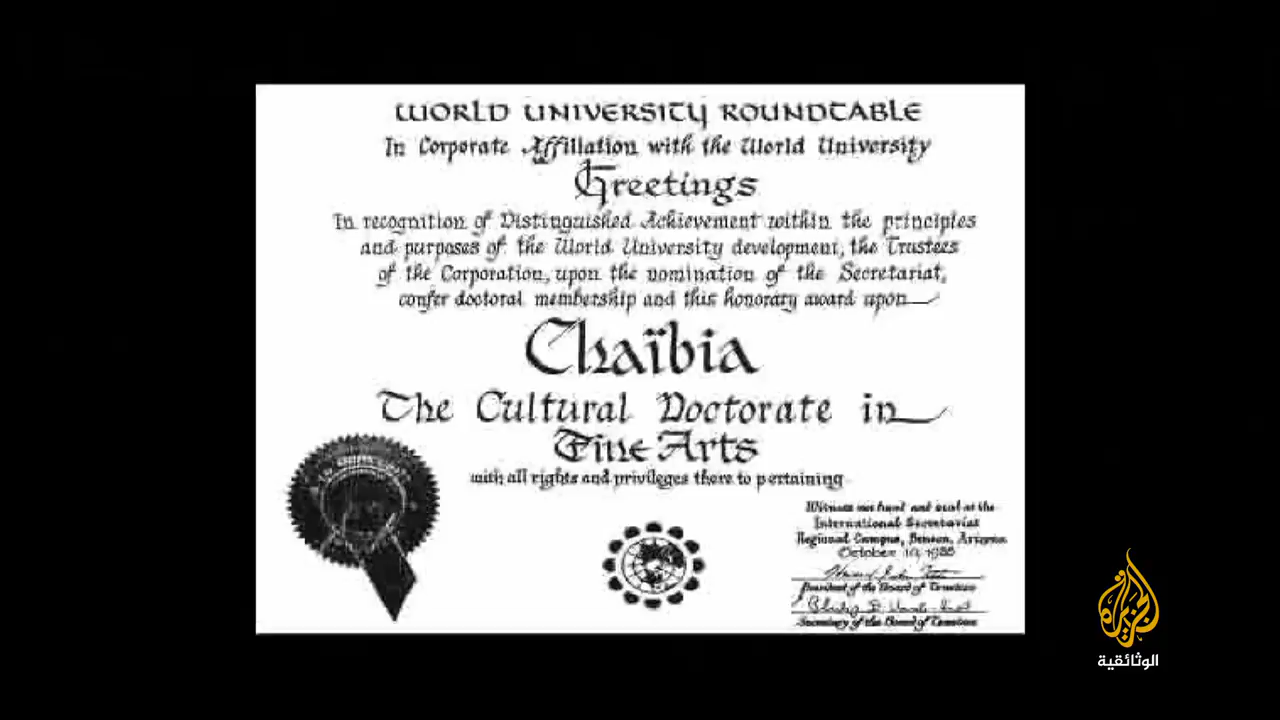 WORLD UNIVERSITY ROUNDTABLE
In Corporate Affiliation with the World University
Greetings
In recognition of Distinguished Achievement within the principles
and purposes of the World University development, the Trustees
of the Corporation, upon the nomination of the Secretariat,
confer doctoral membership and this honorary award upon
Chaïbia
The Cultural Doctorate in
Fine Arts
with all rights and privileges there to pertaining
Witness our hand and seal at the
International Secretariat
Regional Campus, Benson, Arizona
October 10, 1988
President of the Board of Trustees
Secretary of the Board of Trustees
الجزيرة
الوثائقية